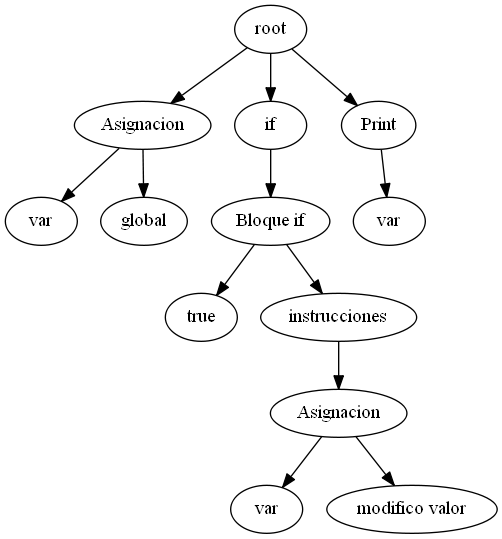 root
Asignacion
if
Print
var
global
Bloque if
var
true
instrucciones
Asignacion
var
modifico valor